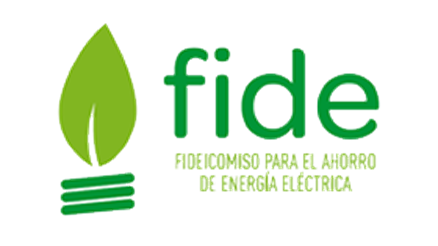 fide
FIDEICOMISO PARA EL AHORRO
DE ENERGÍA ELÉCTRICA